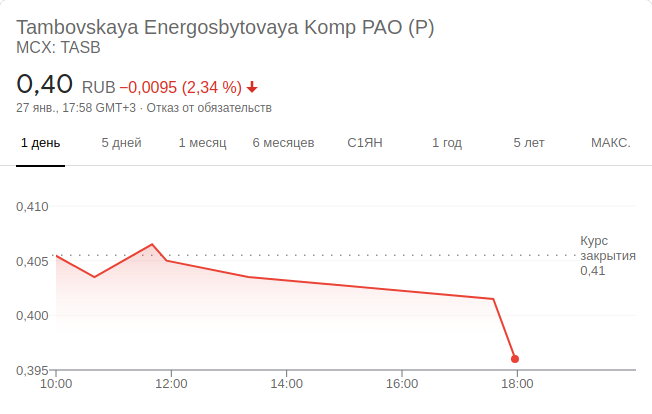 Tambovskaya Energosbytovaya Komp PAO (P)
MCX: TASB
0,40 RUB −0,0095 (2,34 %)
27 янв., 17:58 GMT+3 · Отказ от обязательств
1 день 5 дней 1 месяц 6 месяцев С1ЯН 1 год 5 лет МАКС.
0,410
0,405
0,400
0,395
Курс
закрытия
0,41
10:00 12:00 14:00 16:00 18:00